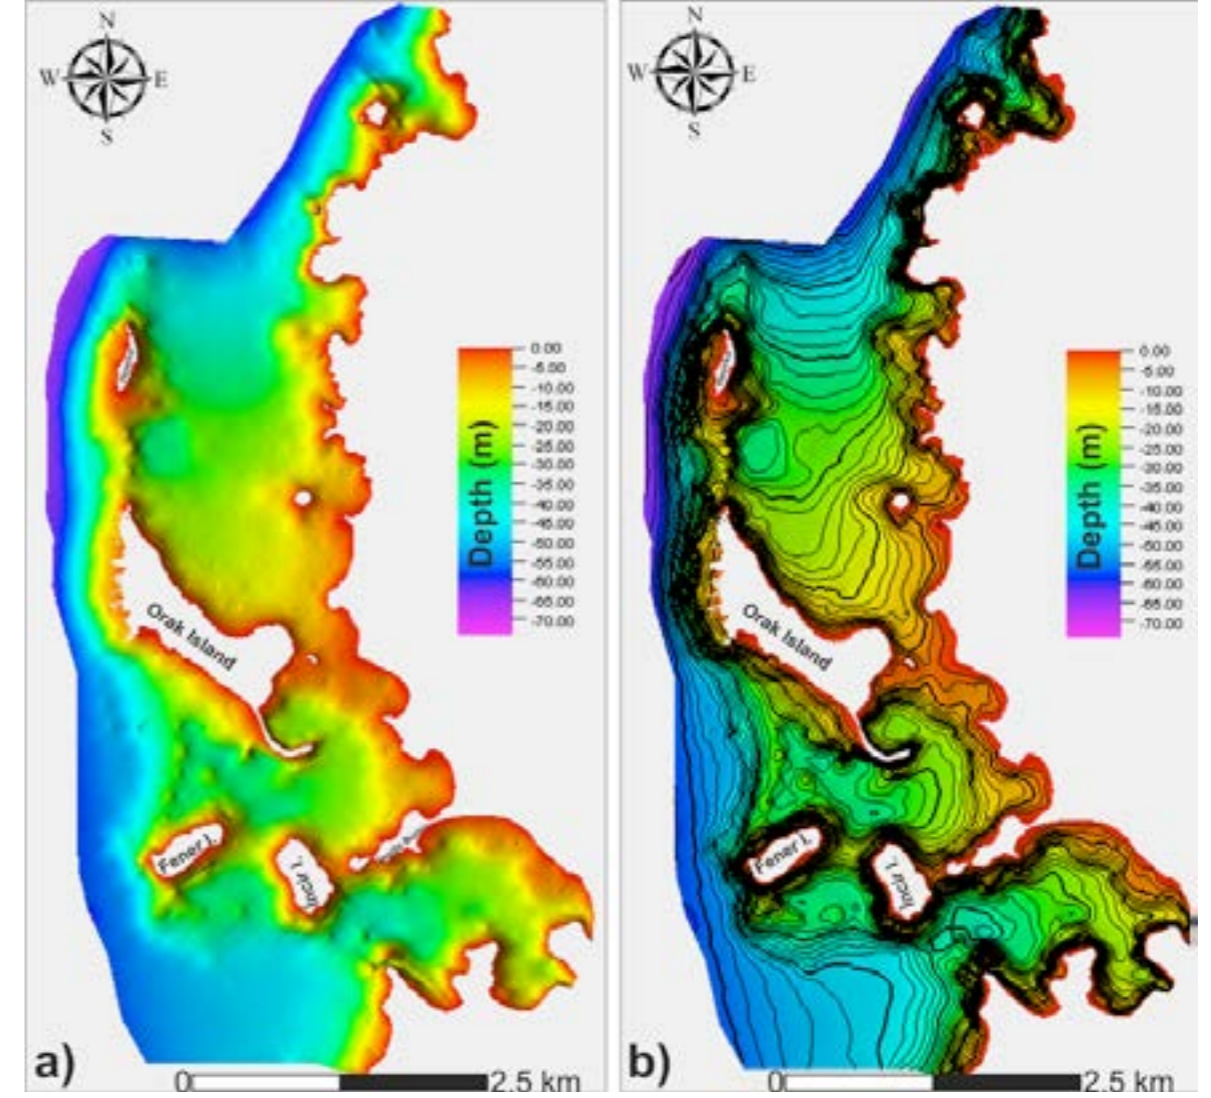 N
W E
S
0.00
-5.00
-10.00
-15.00
-20.00
-25.00
-30.00
-35.00
-40.00
-45.00
-50.00
-55.00
-60.00
-65.00
-70.00
Depth (m)
Orak Island
Fener I.
Incir I.
a)
0 2.5 km
N
W E
S
0.00
-5.00
-10.00
-15.00
-20.00
-25.00
-30.00
-35.00
-40.00
-45.00
-50.00
-55.00
-60.00
-65.00
-70.00
Depth (m)
Orak Island
Fener I.
Incir I.
b)
0 2.5 km